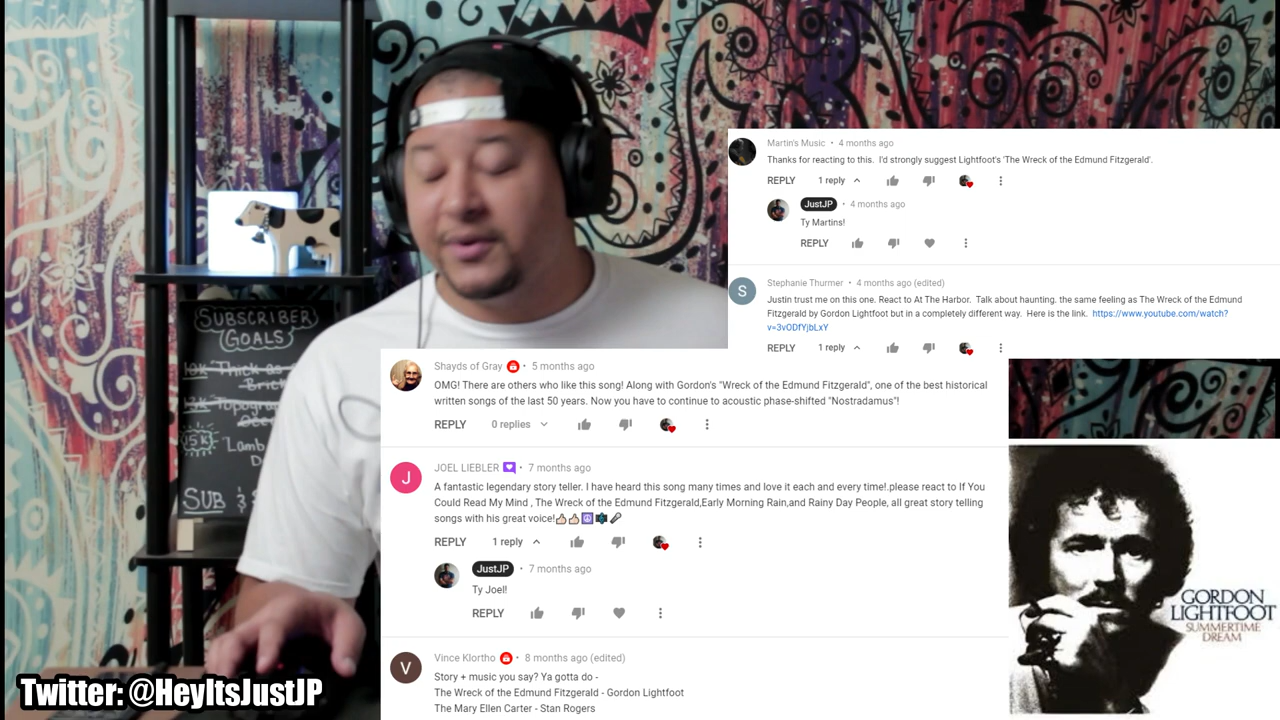 SUBSCRIBER
GOALS
10K Thick as a
Brick
15K
Lamb
SUB
Twitter: @HeyItsJustJP
Martin's Music • 4 months ago
Thanks for reacting to this. I'd strongly suggest Lightfoot's 'The Wreck of the Edmund Fitzgerald'.
REPLY 1 reply
JustJP • 4 months ago
Ty Martins!
REPLY
S Stephanie Thurmer • 4 months ago (edited)
Justin trust me on this one. React to At The Harbor. Talk about haunting. the same feeling as The Wreck of the Edmund
Fitzgerald by Gordon Lightfoot but in a completely different way. Here is the link. https://www.youtube.com/watch?
v=3vODfYjbLxY
REPLY 1 reply
Shayds of Gray • 5 months ago
OMG! There are others who like this song! Along with Gordon's "Wreck of the Edmund Fitzgerald", one of the best historical
written songs of the last 50 years. Now you have to continue to acoustic phase-shifted "Nostradamus"!
REPLY 0 replies
J JOEL LIEBLER • 7 months ago
A fantastic legendary story teller. I have heard this song many times and love it each and every time!.please react to If You
Could Read My Mind , The Wreck of the Edmund Fitzgerald,Early Morning Rain,and Rainy Day People, all great story telling
songs with his great voice!
REPLY 1 reply
JustJP • 7 months ago
Ty Joel!
REPLY
V Vince Klortho • 8 months ago (edited)
Story + music you say? Ya gotta do -
The Wreck of the Edmund Fitzgerald - Gordon Lightfoot
The Mary Ellen Carter - Stan Rogers
GORDON
LIGHTFOOT
SUMMERTIME
DREAM